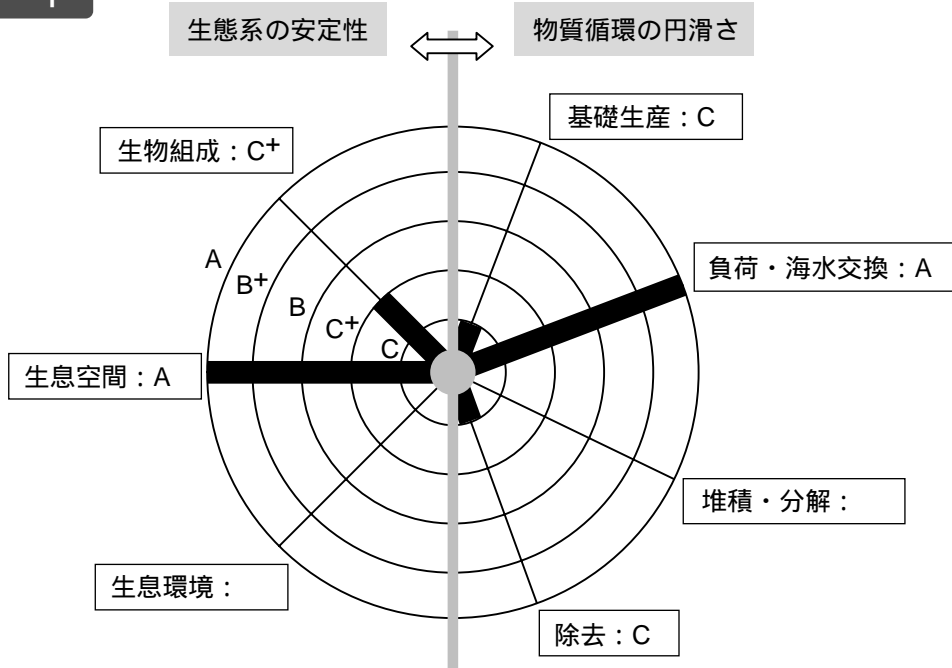 生態系の安定性
物質循環の円滑さ
基礎生産：C
生物組成：C+
負荷・海水交換：A
A
B+
B
C+
C
生息空間：A
堆積・分解：
生息環境：
除去：C